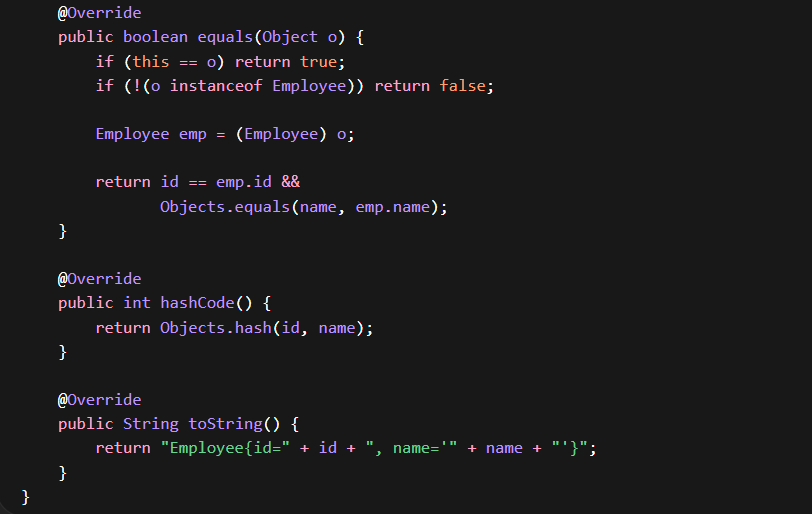 @Override
public boolean equals(Object o) {
if (this == o) return true;
if (!(o instanceof Employee)) return false;
Employee emp = (Employee) o;
return id == emp.id &&
Objects.equals(name, emp.name);
}
@Override
public int hashCode() {
return Objects.hash(id, name);
}
@Override
public String toString() {
return "Employee{id=" + id + ", name='" + name + "'}";
}
}